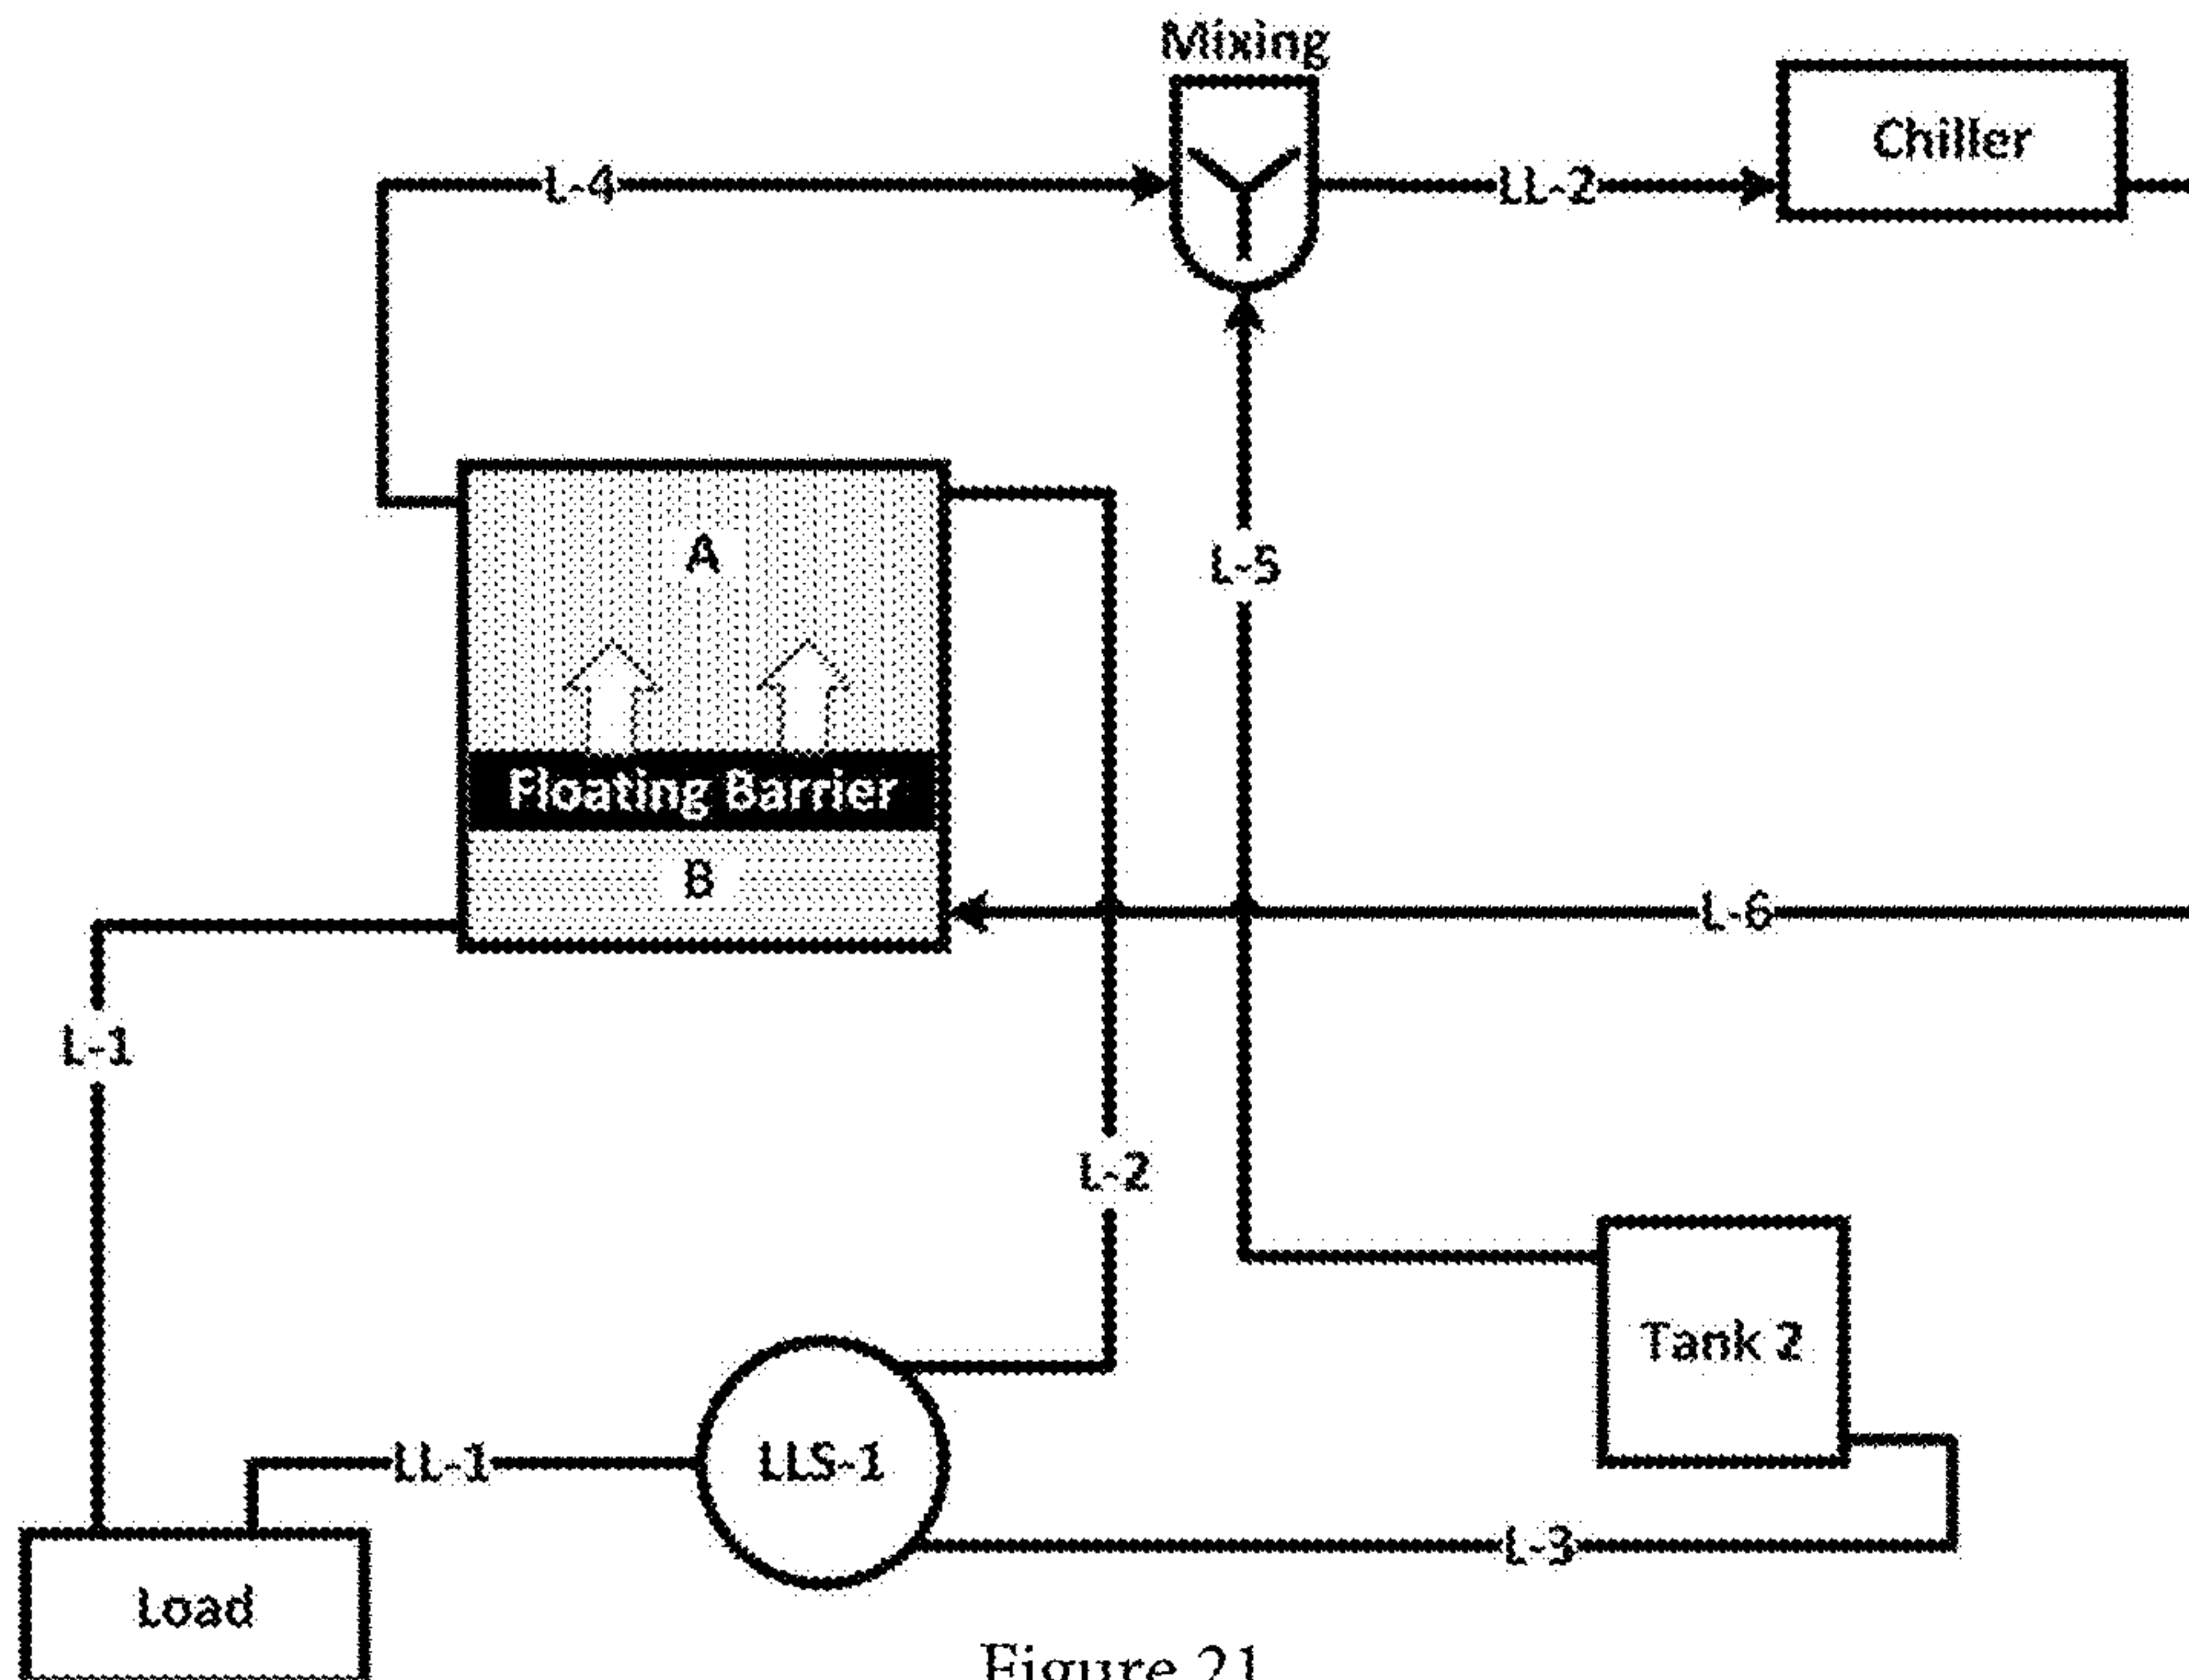 Mixing
Chiller
L-4
LL-2
A
L-5
Floating Barrier
B
L-6
L-1
L-2
Tank 2
LL-1
LLS-1
L-3
Load
Figure 21